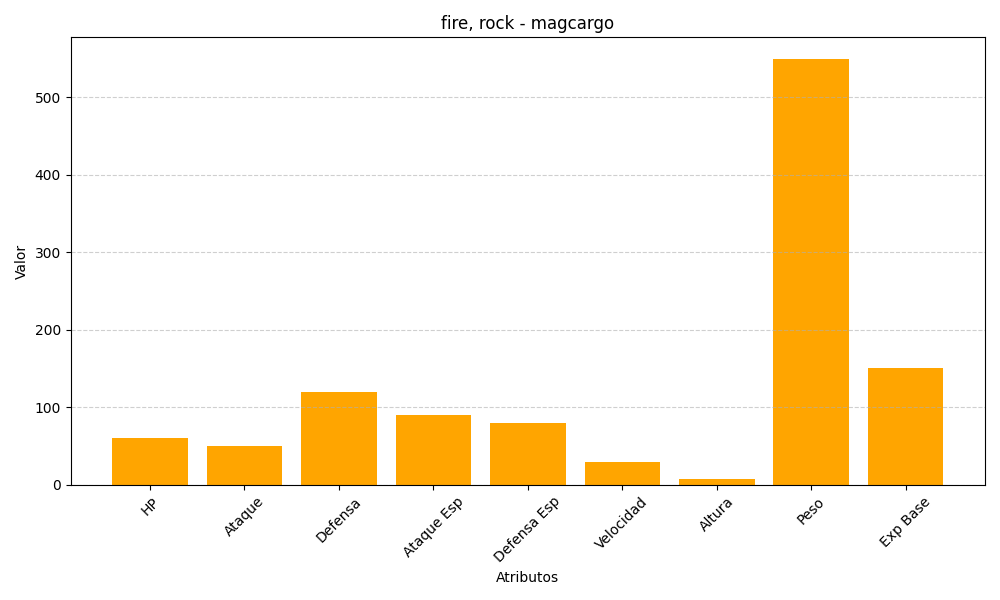 fire, rock - magcargo
Valor
500
400
300
200
100
0
HP
Ataque
Defensa
Ataque Esp
Defensa Esp
Velocidad
Altura
Peso
Exp Base
Atributos